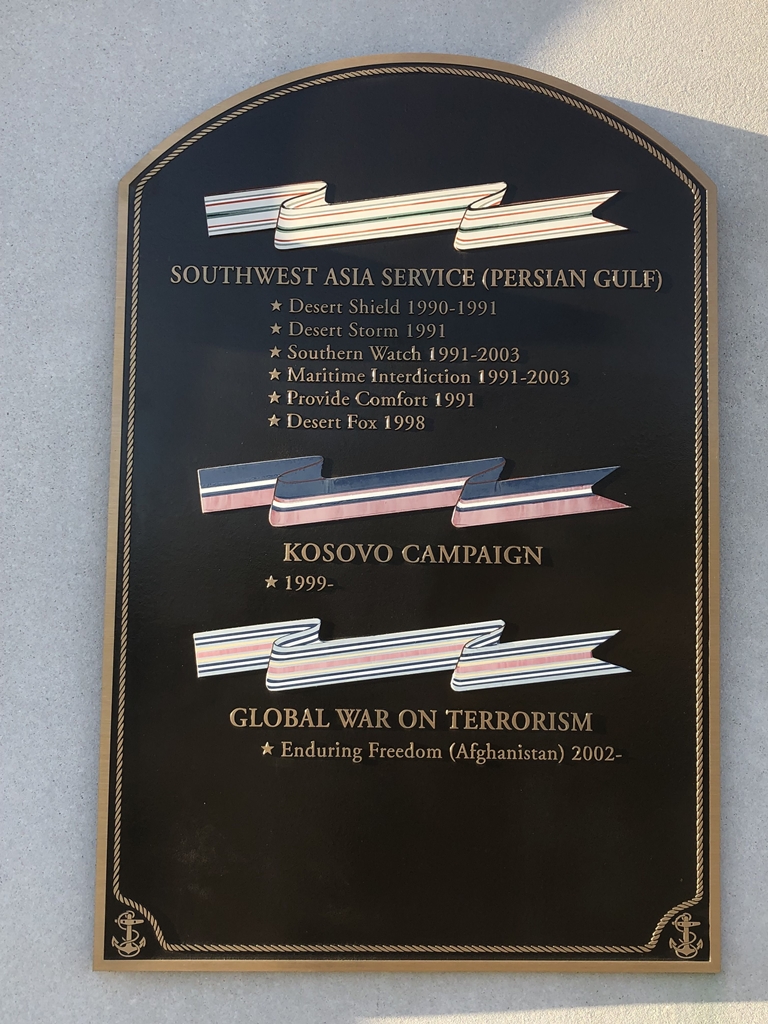 SOUTHWEST ASIA SERVICE (PERSIAN GULF)
★ Desert Shield 1990-1991
★ Desert Storm 1991
★ Southern Watch 1991-2003
★ Maritime Interdiction 1991-2003
★ Provide Comfort 1991
★ Desert Fox 1998
KOSOVO CAMPAIGN
★ 1999-
GLOBAL WAR ON TERRORISM
★ Enduring Freedom (Afghanistan) 2002-